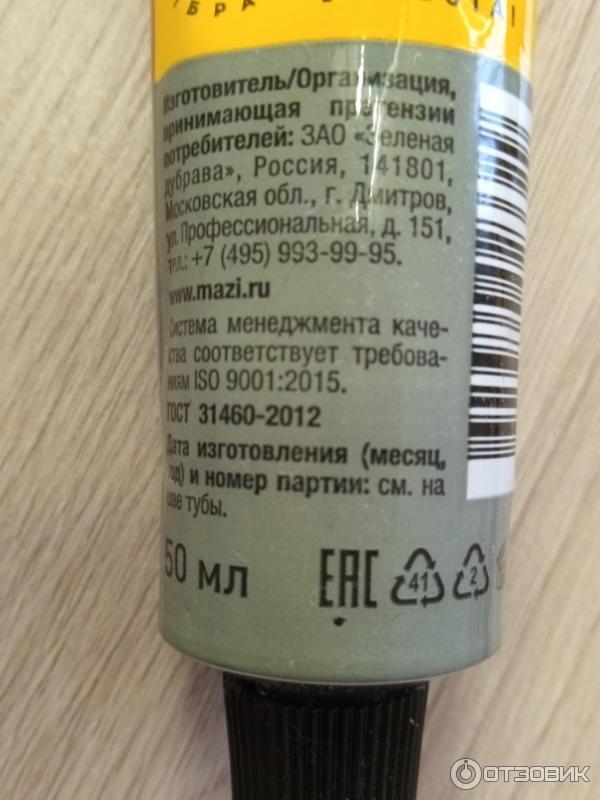 Изготовитель/Организация,
принимающая претензии
потребителей: ЗАО «Зеленая
дубрава», Россия, 141801,
Московская обл., г. Дмитров,
ул. Профессиональная, д. 151,
тел.: +7 (495) 993-99-95.
www.mazi.ru
Система менеджмента каче-
ства соответствует требова-
ниям ISO 9001:2015.
ГОСТ 31460-2012
Дата изготовления (месяц,
год) и номер партии: см. на
шве тубы.
50 мл
EAC 41 2
ОТЗОВИК